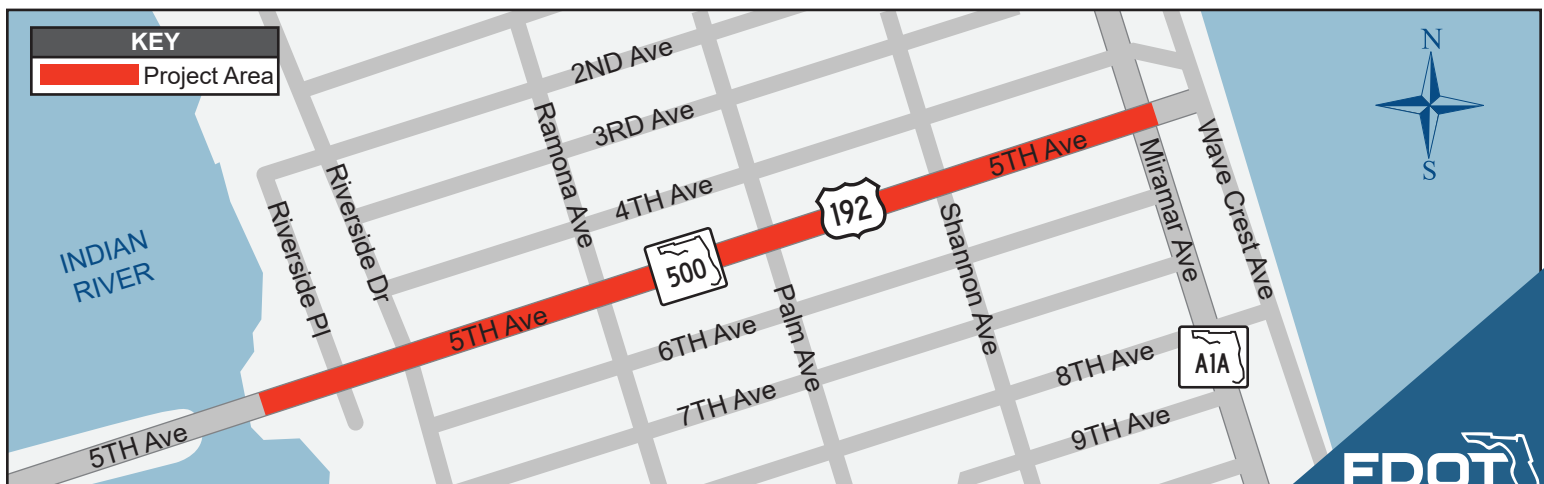 KEY
Project Area
N
S
INDIAN
RIVER
2ND Ave
3RD Ave
4TH Ave
5TH Ave
5TH Ave
5TH Ave
6TH Ave
7TH Ave
8TH Ave
9TH Ave
Riverside Pl
Riverside Dr
Ramona Ave
Palm Ave
Shannon Ave
Miramar Ave
Wave Crest Ave
500
192
A1A
FDOT